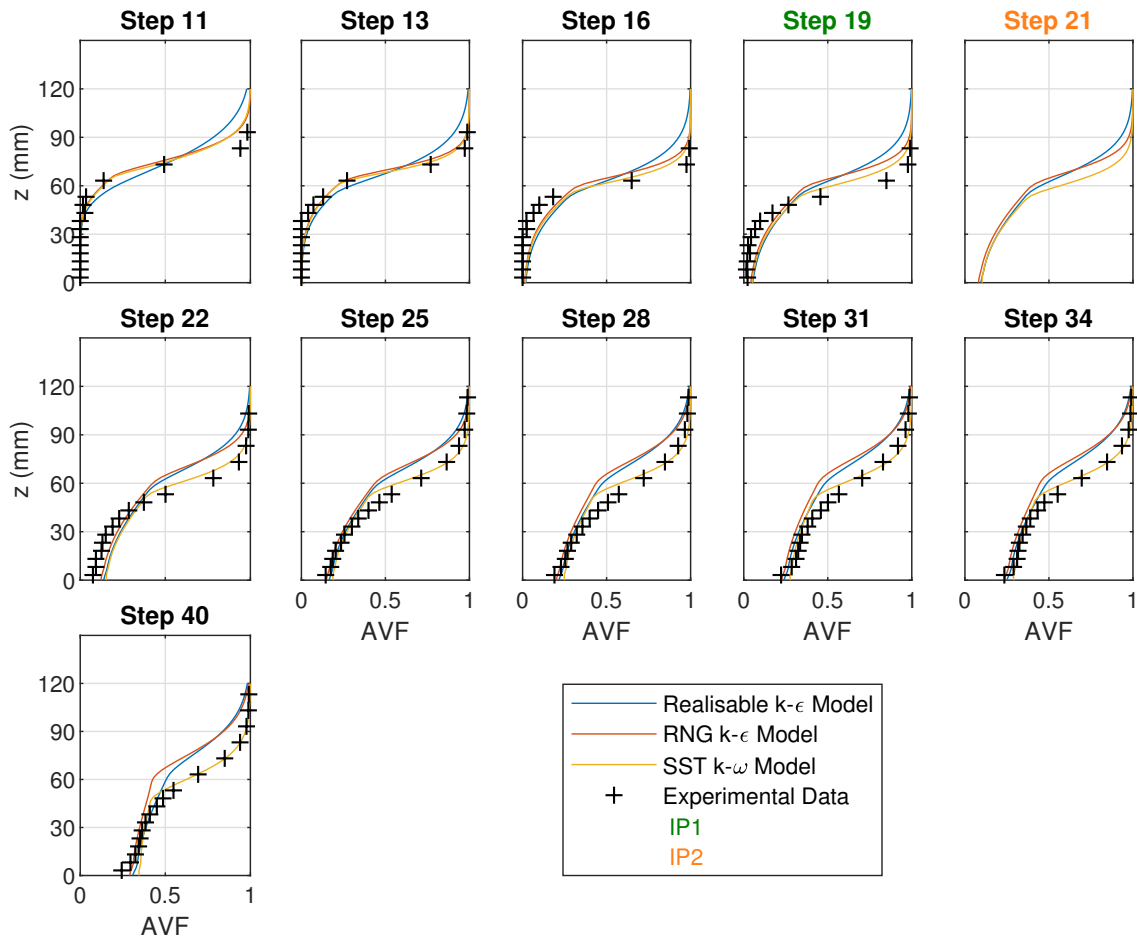 Step 11
Step 13
Step 16
Step 19
Step 21
120
90
60
30
0
z (mm)
Step 22
Step 25
Step 28
Step 31
Step 34
120
90
60
30
0
z (mm)
0 0.5 1
AVF
0 0.5 1
AVF
0 0.5 1
AVF
0 0.5 1
AVF
Step 40
120
90
60
30
0
z (mm)
0 0.5 1
AVF
Realisable k-ϵ Model
RNG k-ϵ Model
SST k-ω Model
Experimental Data
IP1
IP2